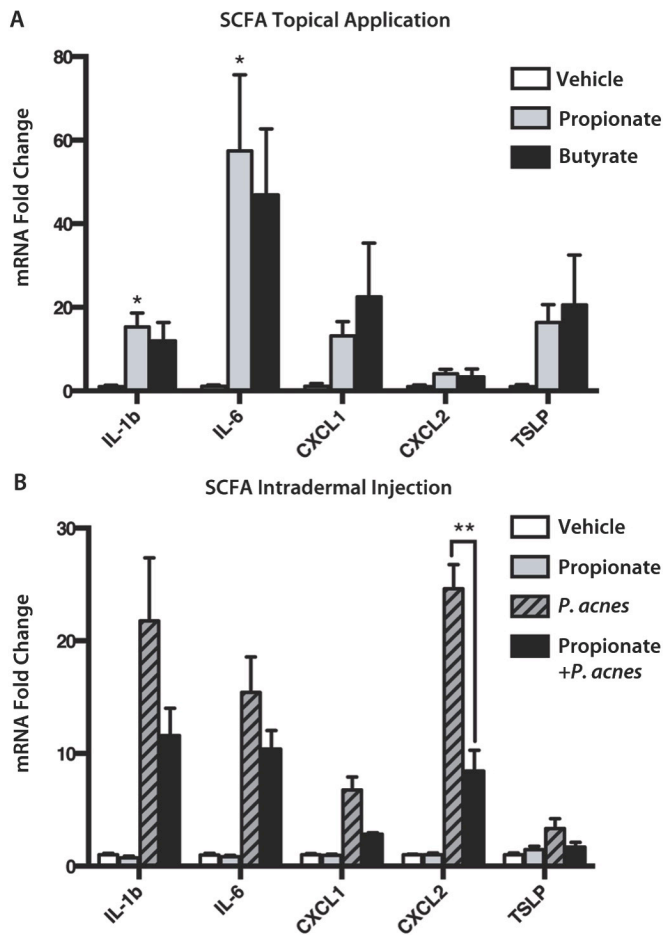 A
SCFA Topical Application
mRNA Fold Change
80
60
40
20
0
*
*
Vehicle
Propionate
Butyrate
IL-1b
IL-6
CXCL1
CXCL2
TSLP
B
SCFA Intradermal Injection
mRNA Fold Change
30
20
10
0
**
Vehicle
Propionate
P. acnes
Propionate
+P. acnes
IL-1b
IL-6
CXCL1
CXCL2
TSLP